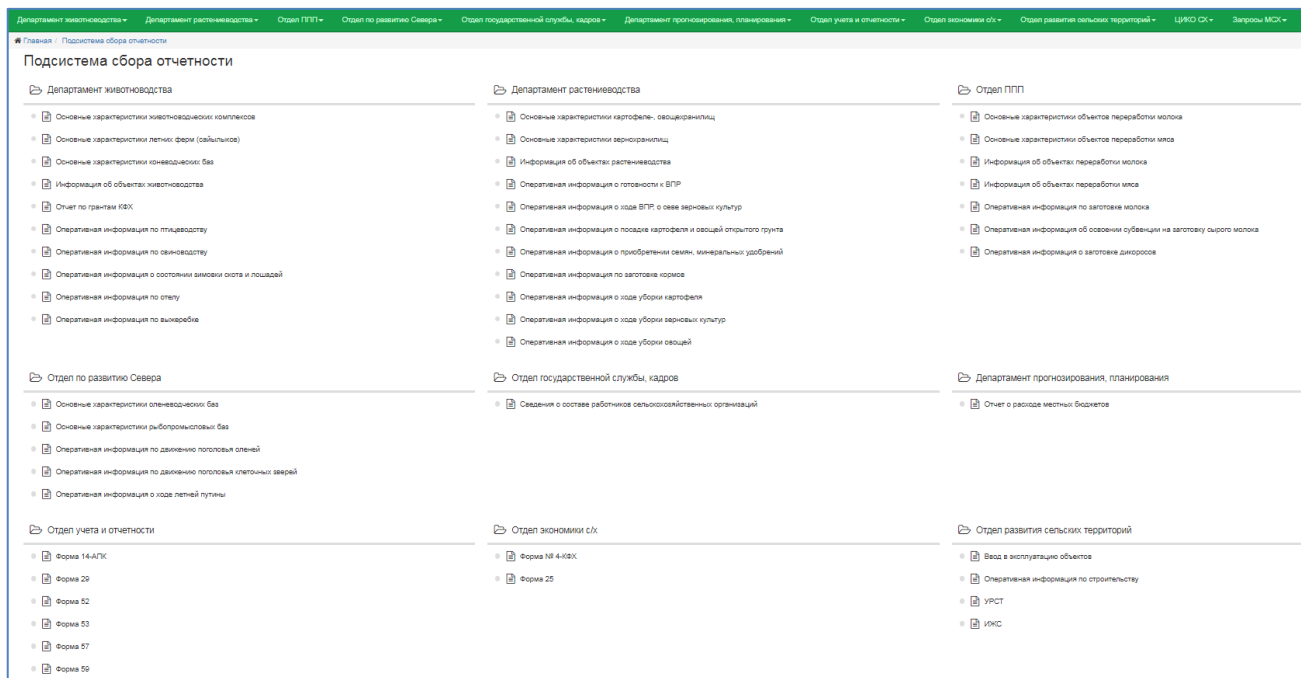 Департамент животноводства Департамент растениеводства Отдел ППП Отдел по развитию Севера Отдел государственной службы, кадров Департамент прогнозирования, планирования Отдел учета и отчетности Отдел экономики с/х Отдел развития сельских территорий ЦИКО СХ Запросы МСХ
Главная / Подсистема сбора отчетности
Подсистема сбора отчетности
Департамент животноводства
Основные характеристики животноводческих комплексов
Основные характеристики летних ферм (сайылыков)
Основные характеристики коневодческих баз
Информация об объектах животноводства
Отчет по грантам КФХ
Оперативная информация по птицеводству
Оперативная информация по свиноводству
Оперативная информация о состоянии зимовки скота и лошадей
Оперативная информация по отелу
Оперативная информация по выжеребке
Департамент растениеводства
Основные характеристики картофеле-, овощехранилищ
Основные характеристики зернохранилищ
Информация об объектах растениеводства
Оперативная информация о готовности к ВПР
Оперативная информация о ходе ВПР, о севе зерновых культур
Оперативная информация о посадке картофеля и овощей открытого грунта
Оперативная информация о приобретении семян, минеральных удобрений
Оперативная информация по заготовке кормов
Оперативная информация о ходе уборки картофеля
Оперативная информация о ходе уборки зерновых культур
Оперативная информация о ходе уборки овощей
Отдел ППП
Основные характеристики объектов переработки молока
Основные характеристики объектов переработки мяса
Информация об объектах переработки молока
Информация об объектах переработки мяса
Оперативная информация по заготовке молока
Оперативная информация об освоении субвенции на заготовку сырого молока
Оперативная информация о заготовке дикоросов
Отдел по развитию Севера
Основные характеристики оленеводческих баз
Основные характеристики рыбопромысловых баз
Оперативная информация по движению поголовья оленей
Оперативная информация по движению поголовья клеточных зверей
Оперативная информация о ходе летней путины
Отдел государственной службы, кадров
Сведения о составе работников сельскохозяйственных организаций
Департамент прогнозирования, планирования
Отчет о расходе местных бюджетов
Отдел учета и отчетности
Форма 14-АПК
Форма 29
Форма 52
Форма 53
Форма 57
Форма 59
Отдел экономики с/х
Форма № 4-КФХ
Форма 25
Отдел развития сельских территорий
Ввод в эксплуатацию объектов
Оперативная информация по строительству
УРСТ
ИЖС